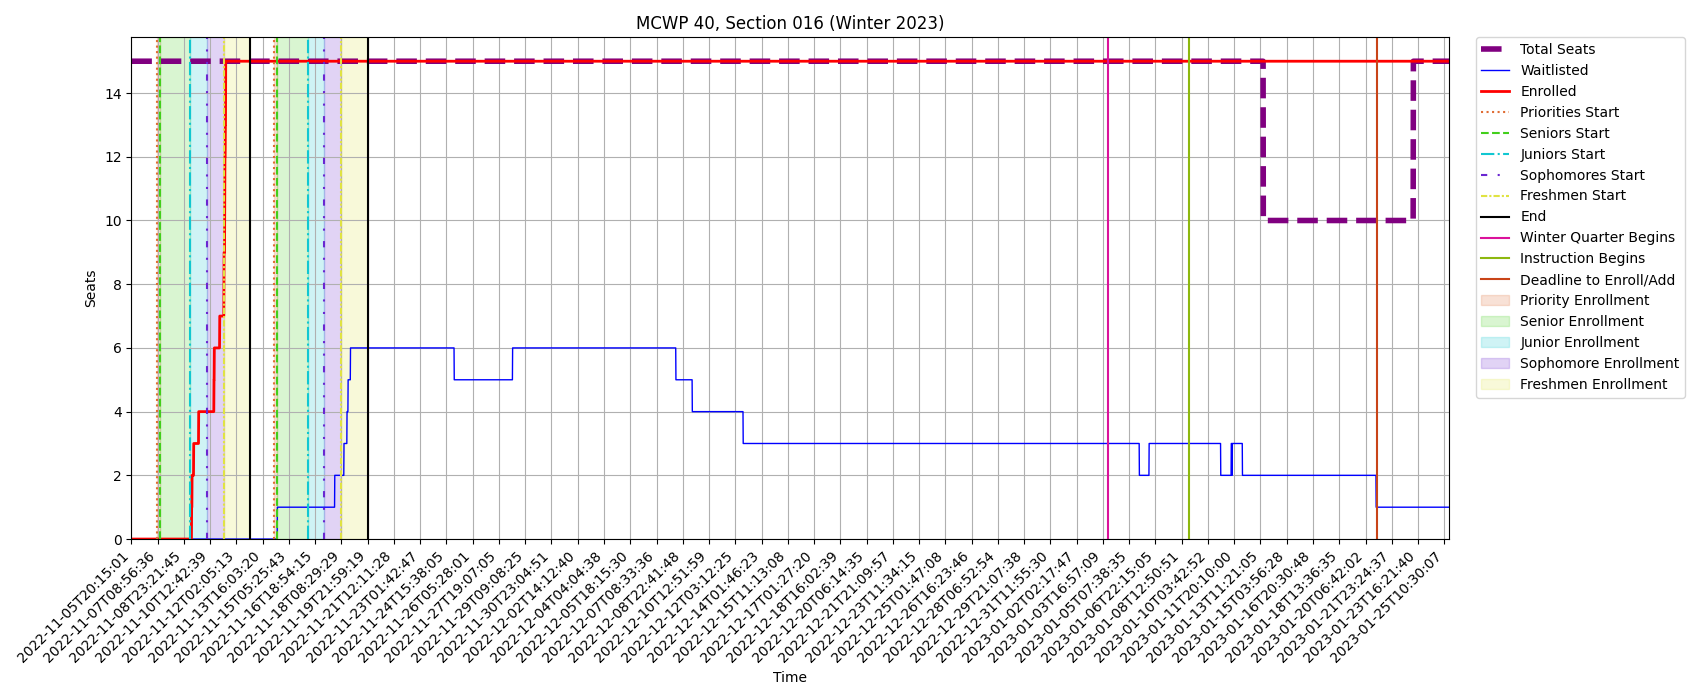 MCWP 40, Section 016 (Winter 2023)
Seats
14
12
10
8
6
4
2
0
2022-11-05T20:15:01
2022-11-07T08:56:36
2022-11-08T23:21:45
2022-11-10T12:42:39
2022-11-12T02:05:13
2022-11-13T16:03:20
2022-11-15T05:25:43
2022-11-16T18:54:15
2022-11-18T08:29:29
2022-11-19T21:59:19
2022-11-21T12:11:28
2022-11-23T01:42:47
2022-11-24T15:38:05
2022-11-26T05:28:01
2022-11-27T19:07:05
2022-11-29T09:08:25
2022-11-30T23:04:51
2022-12-02T14:12:40
2022-12-04T04:04:38
2022-12-05T18:15:30
2022-12-07T08:33:36
2022-12-08T22:41:48
2022-12-10T12:51:59
2022-12-12T03:12:25
2022-12-14T01:46:23
2022-12-15T11:13:08
2022-12-17T01:27:20
2022-12-18T16:02:39
2022-12-20T06:14:35
2022-12-21T21:09:57
2022-12-23T11:34:15
2022-12-25T01:47:08
2022-12-26T16:23:46
2022-12-28T06:52:54
2022-12-29T21:07:38
2022-12-31T11:55:30
2023-01-02T02:17:47
2023-01-03T16:57:09
2023-01-05T07:38:35
2023-01-06T22:15:05
2023-01-08T12:50:51
2023-01-10T03:42:52
2023-01-11T20:10:00
2023-01-13T11:21:05
2023-01-15T03:56:28
2023-01-16T20:30:48
2023-01-18T13:36:35
2023-01-20T06:42:02
2023-01-21T23:24:37
2023-01-23T16:21:40
2023-01-25T10:30:07
Time
Total Seats
Waitlisted
Enrolled
Priorities Start
Seniors Start
Juniors Start
Sophomores Start
Freshmen Start
End
Winter Quarter Begins
Instruction Begins
Deadline to Enroll/Add
Priority Enrollment
Senior Enrollment
Junior Enrollment
Sophomore Enrollment
Freshmen Enrollment